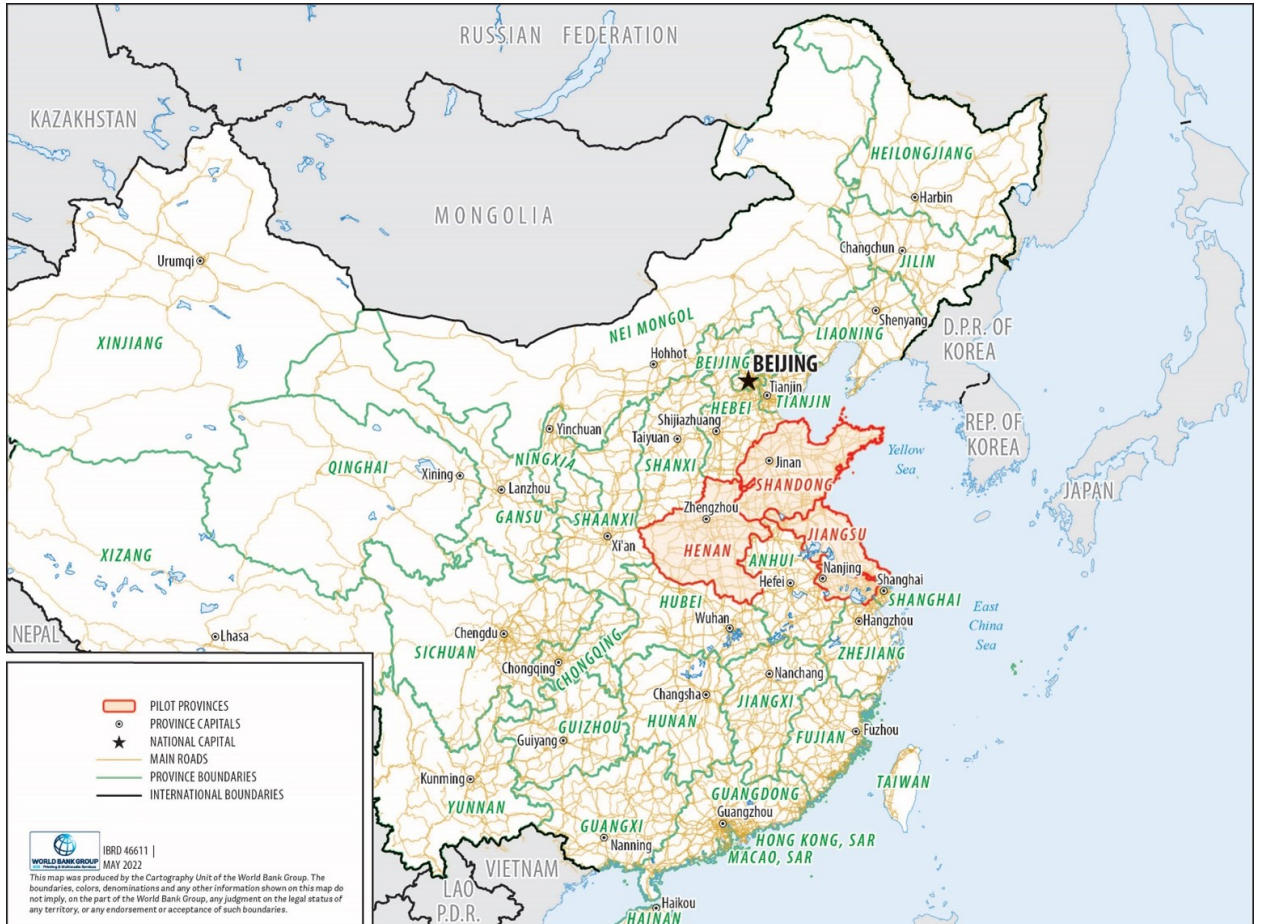 RUSSIAN FEDERATION
KAZAKHSTAN
MONGOLIA
HEILONGJIANG
Harbin
Changchun
JILIN
Urumqi
Shenyang
LIAONING
NEI MONGOL
D.P.R. OF
KOREA
XINJIANG
Hohhot
BEIJING
BEIJING
Tianjin
TIANJIN
HEBEI
Shijiazhuang
Yinchuan
Taiyuan
REP. OF
KOREA
Yellow
Sea
QINGHAI
Xining
NINGXIA
SHANXI
Jinan
SHANDONG
JAPAN
Lanzhou
GANSU
SHAANXI
Zhengzhou
XIZANG
Xi'an
HENAN
JIANGSU
ANHUI
Nanjing
Hefei
Shanghai
SHANGHAI
HUBEI
East
China
Sea
NEPAL
Lhasa
Chengdu
SICHUAN
Wuhan
Hangzhou
ZHEJIANG
Chongqing
CHONGQING
Nanchang
Changsha
JIANGXI
HUNAN
GUIZHOU
Guiyang
FUJIAN
Fuzhou
Kunming
YUNNAN
TAIWAN
GUANGDONG
Guangzhou
GUANGXI
Nanning
HONG KONG, SAR
MACAO, SAR
VIETNAM
LAO
P.D.R.
Haikou
HAINAN
PILOT PROVINCES
PROVINCE CAPITALS
NATIONAL CAPITAL
MAIN ROADS
PROVINCE BOUNDARIES
INTERNATIONAL BOUNDARIES
WORLD BANK GROUP
IBRD 46611 |
MAY 2022
This map was produced by the Cartography Unit of the World Bank Group. The
boundaries, colors, denominations and any other information shown on this map do
not imply, on the part of the World Bank Group, any judgment on the legal status of
any territory, or any endorsement or acceptance of such boundaries.